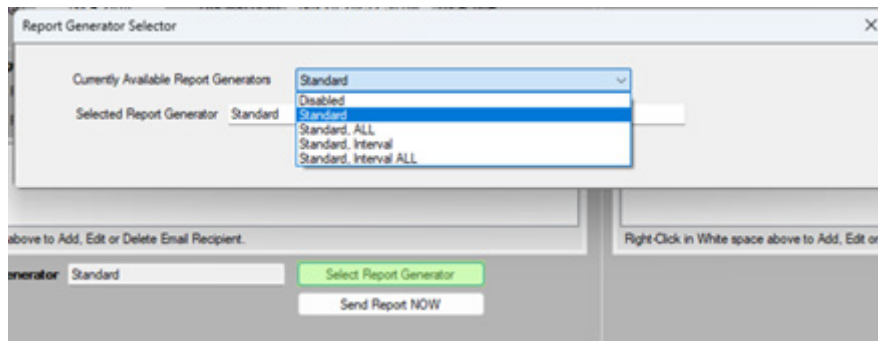 Report Generator Selector
Currently Available Report Generators Standard
Disabled
Selected Report Generator Standard Standard
Standard, ALL
Standard, Interval
Standard, Interval ALL
above to Add, Edit or Delete Email Recipient. Right-Click in White space above to Add, Edit or
enerator Standard Select Report Generator
Send Report NOW